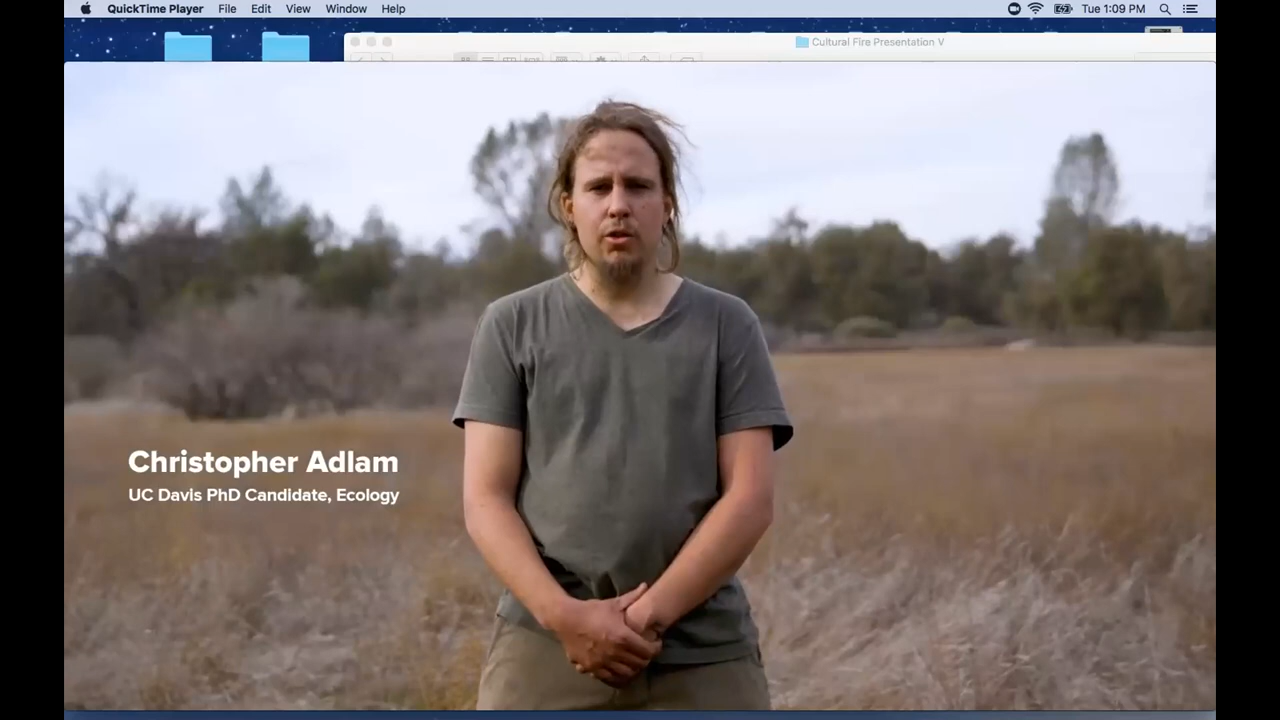 QuickTime Player File Edit View Window Help Tue 1:09 PM
Cultural Fire Presentation V
Christopher Adlam
UC Davis PhD Candidate, Ecology